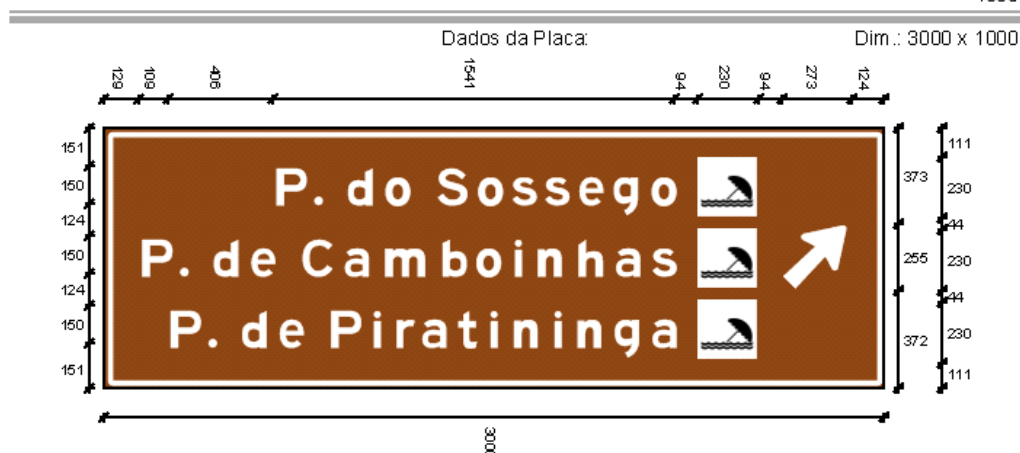 Dados da Placa:
Dim.: 3000 x 1000
129 109 406 1541 94 230 94 273 124
151
150
124
150
124
150
151
P. do Sossego
P. de Camboinhas
P. de Piratininga
373
255
372
111
230
44
230
44
230
111